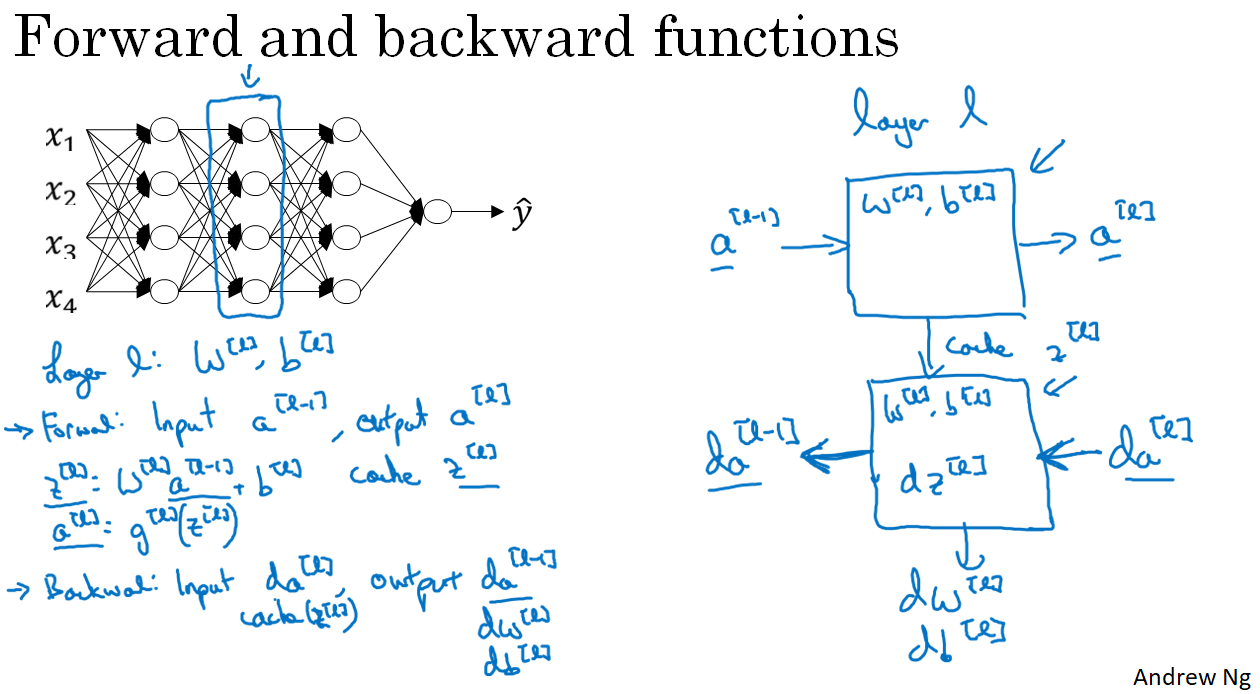 Forward and backward functions
x₁
x₂
x₃
x₄
ŷ
Layer l: W^[l], b^[l]
→ Forward: Input a^[l-1], output a^[l]
z^[l] = W^[l] a^[l-1] + b^[l] cache z^[l]
a^[l] = g^[l](z^[l])
→ Backward: Input da^[l], output da^[l-1]
cache (z^[l])
dW^[l]
db^[l]
layer l
a^[l-1] → W^[l], b^[l] → a^[l]
cache z^[l]
W^[l], b^[l]
da^[l-1] ← dz^[l] ← da^[l]
dW^[l]
db^[l]
Andrew Ng